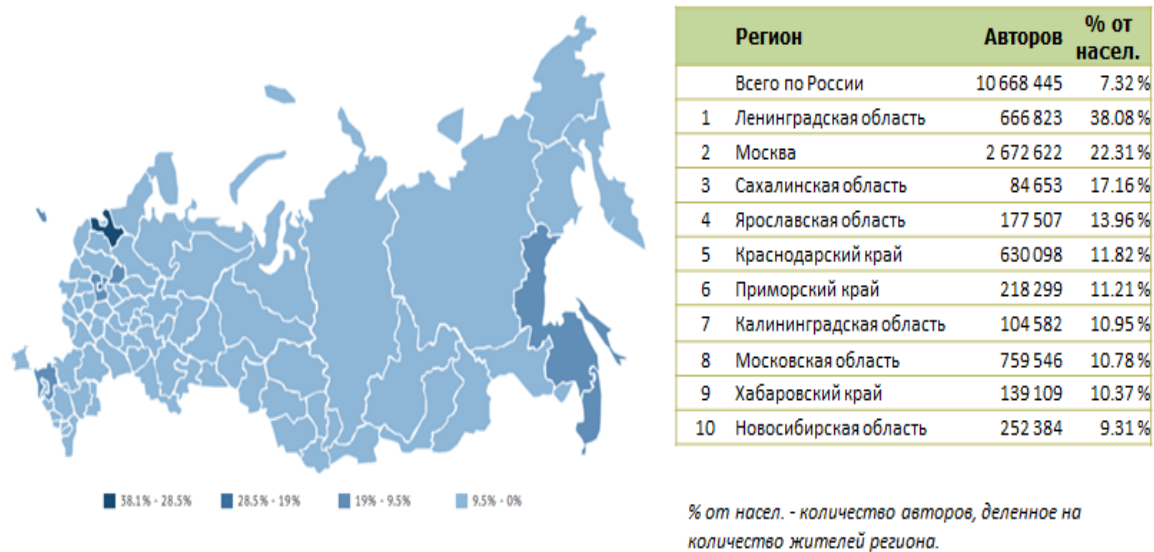 Регион Авторов % от насел.
Всего по России 10 668 445 7.32 %
1 Ленинградская область 666 823 38.08 %
2 Москва 2 672 622 22.31 %
3 Сахалинская область 84 653 17.16 %
4 Ярославская область 177 507 13.96 %
5 Краснодарский край 630 098 11.82 %
6 Приморский край 218 299 11.21 %
7 Калининградская область 104 582 10.95 %
8 Московская область 759 546 10.78 %
9 Хабаровский край 139 109 10.37 %
10 Новосибирская область 252 384 9.31 %
38.1% - 28.5% 28.5% - 19% 19% - 9.5% 9.5% - 0%
% от насел. - количество авторов, деленное на
количество жителей региона.